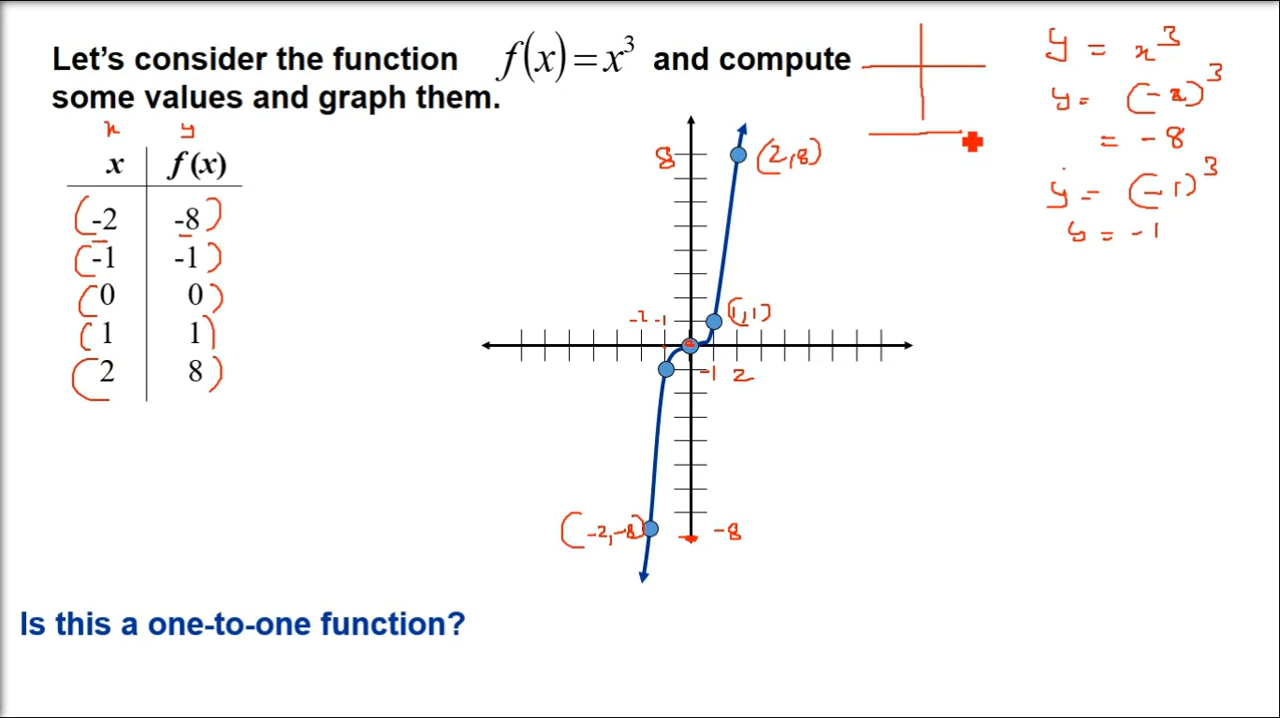 Let's consider the function f(x) = x³ and compute
some values and graph them.
x y
x f(x)
(-2 -8)
(-1 -1)
(0 0)
(1 1)
(2 8)
y = x³
y = (-2)³
= -8
y = (-1)³
y = -1
8 (2,8)
-2 -1 (1,1)
-1 2
(-2,-8) -8
Is this a one-to-one function?